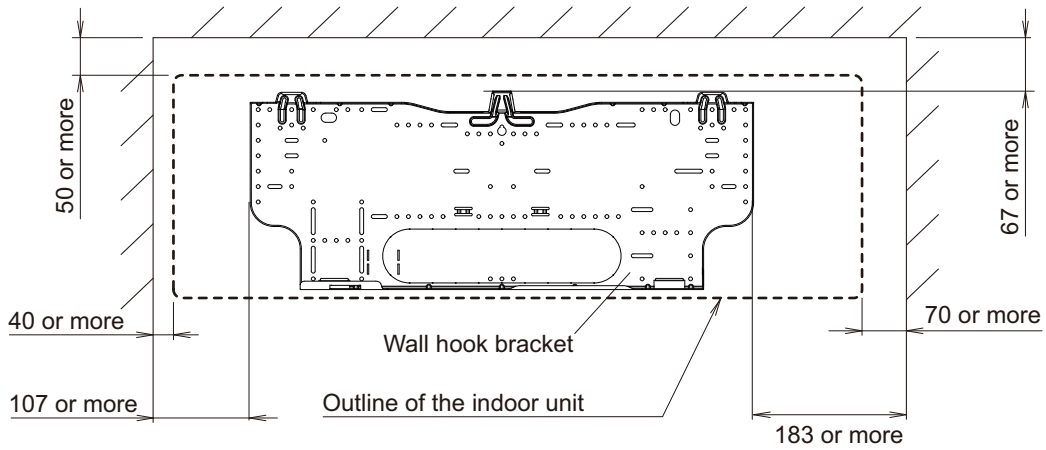 50 or more
67 or more
40 or more
70 or more
Wall hook bracket
107 or more
Outline of the indoor unit
183 or more